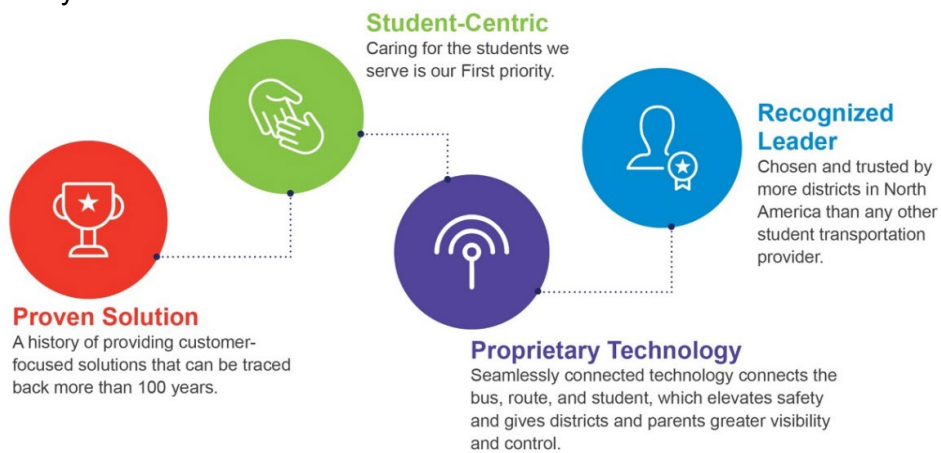 Student-Centric
Caring for the students we
serve is our First priority.
Recognized
Leader
Chosen and trusted by
more districts in North
America than any other
student transportation
provider.
Proven Solution
A history of providing customer-
focused solutions that can be traced
back more than 100 years.
Proprietary Technology
Seamlessly connected technology connects the
bus, route, and student, which elevates safety
and gives districts and parents greater visibility
and control.